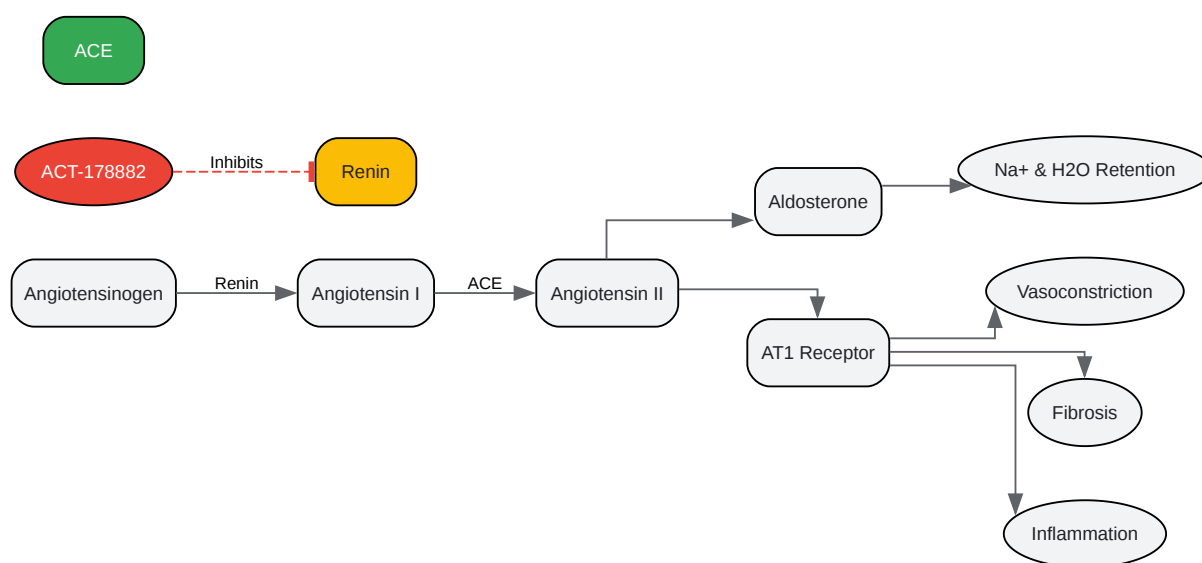 ACE
ACT-178882
Inhibits
Renin
Angiotensinogen
Renin
Angiotensin I
ACE
Angiotensin II
Aldosterone
Na+ & H2O Retention
AT1 Receptor
Vasoconstriction
Fibrosis
Inflammation